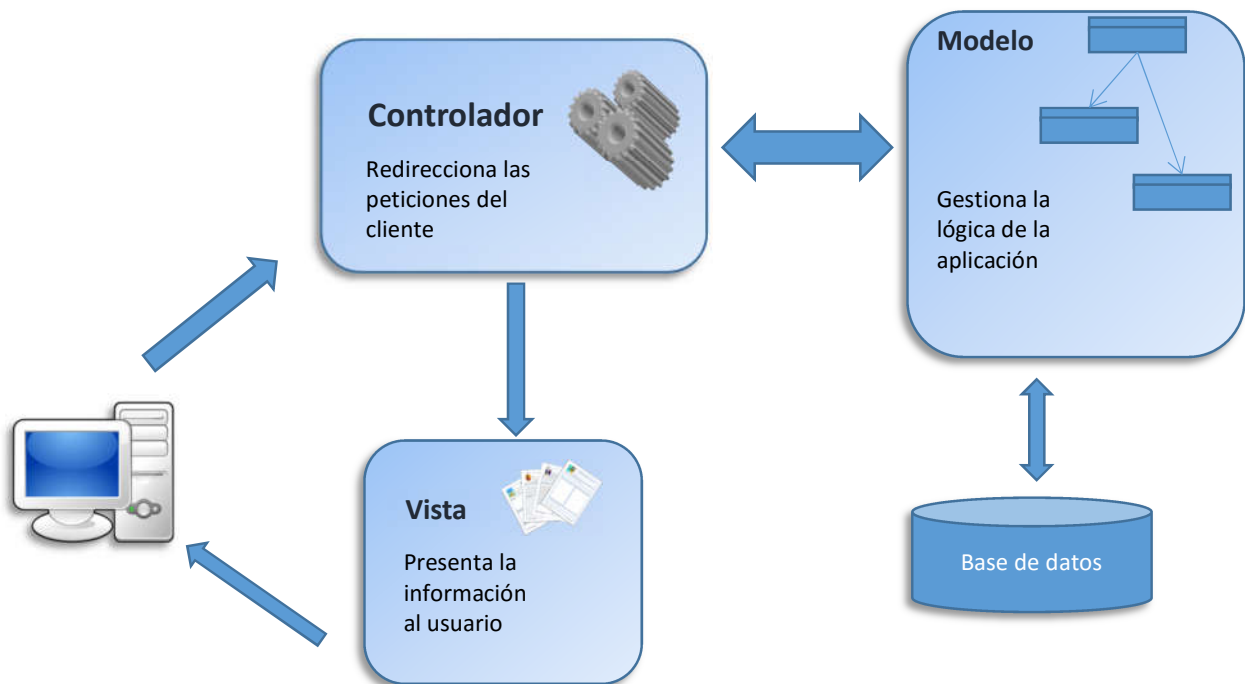 Controlador
Redirecciona las
peticiones del
cliente
Modelo
Gestiona la
lógica de la
aplicación
Vista
Presenta la
información
al usuario
Base de datos